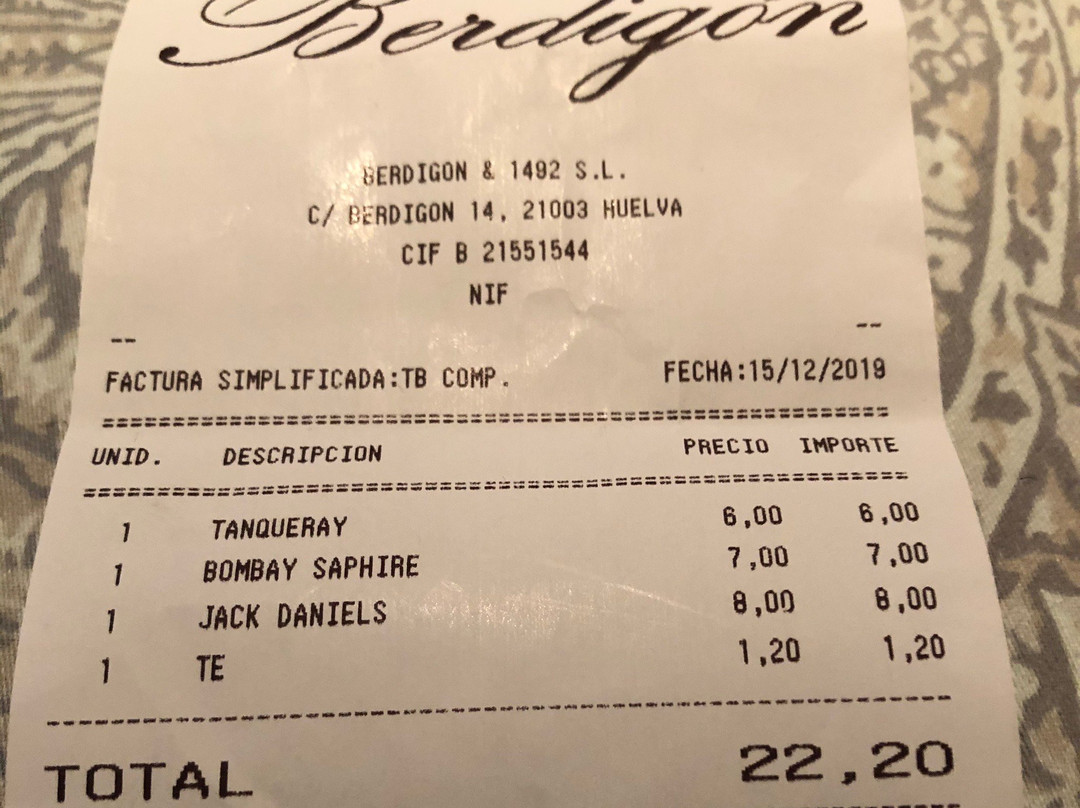 Berdigón
BERDIGON & 1492 S.L.
C/ BERDIGON 14, 21003 HUELVA
CIF B 21551544
NIF
-- --
FACTURA SIMPLIFICADA:TB COMP. FECHA:15/12/2019
UNID. DESCRIPCION PRECIO IMPORTE
1 TANQUERAY 6,00 6,00
1 BOMBAY SAPHIRE 7,00 7,00
1 JACK DANIELS 8,00 8,00
1 TE 1,20 1,20
TOTAL 22,20